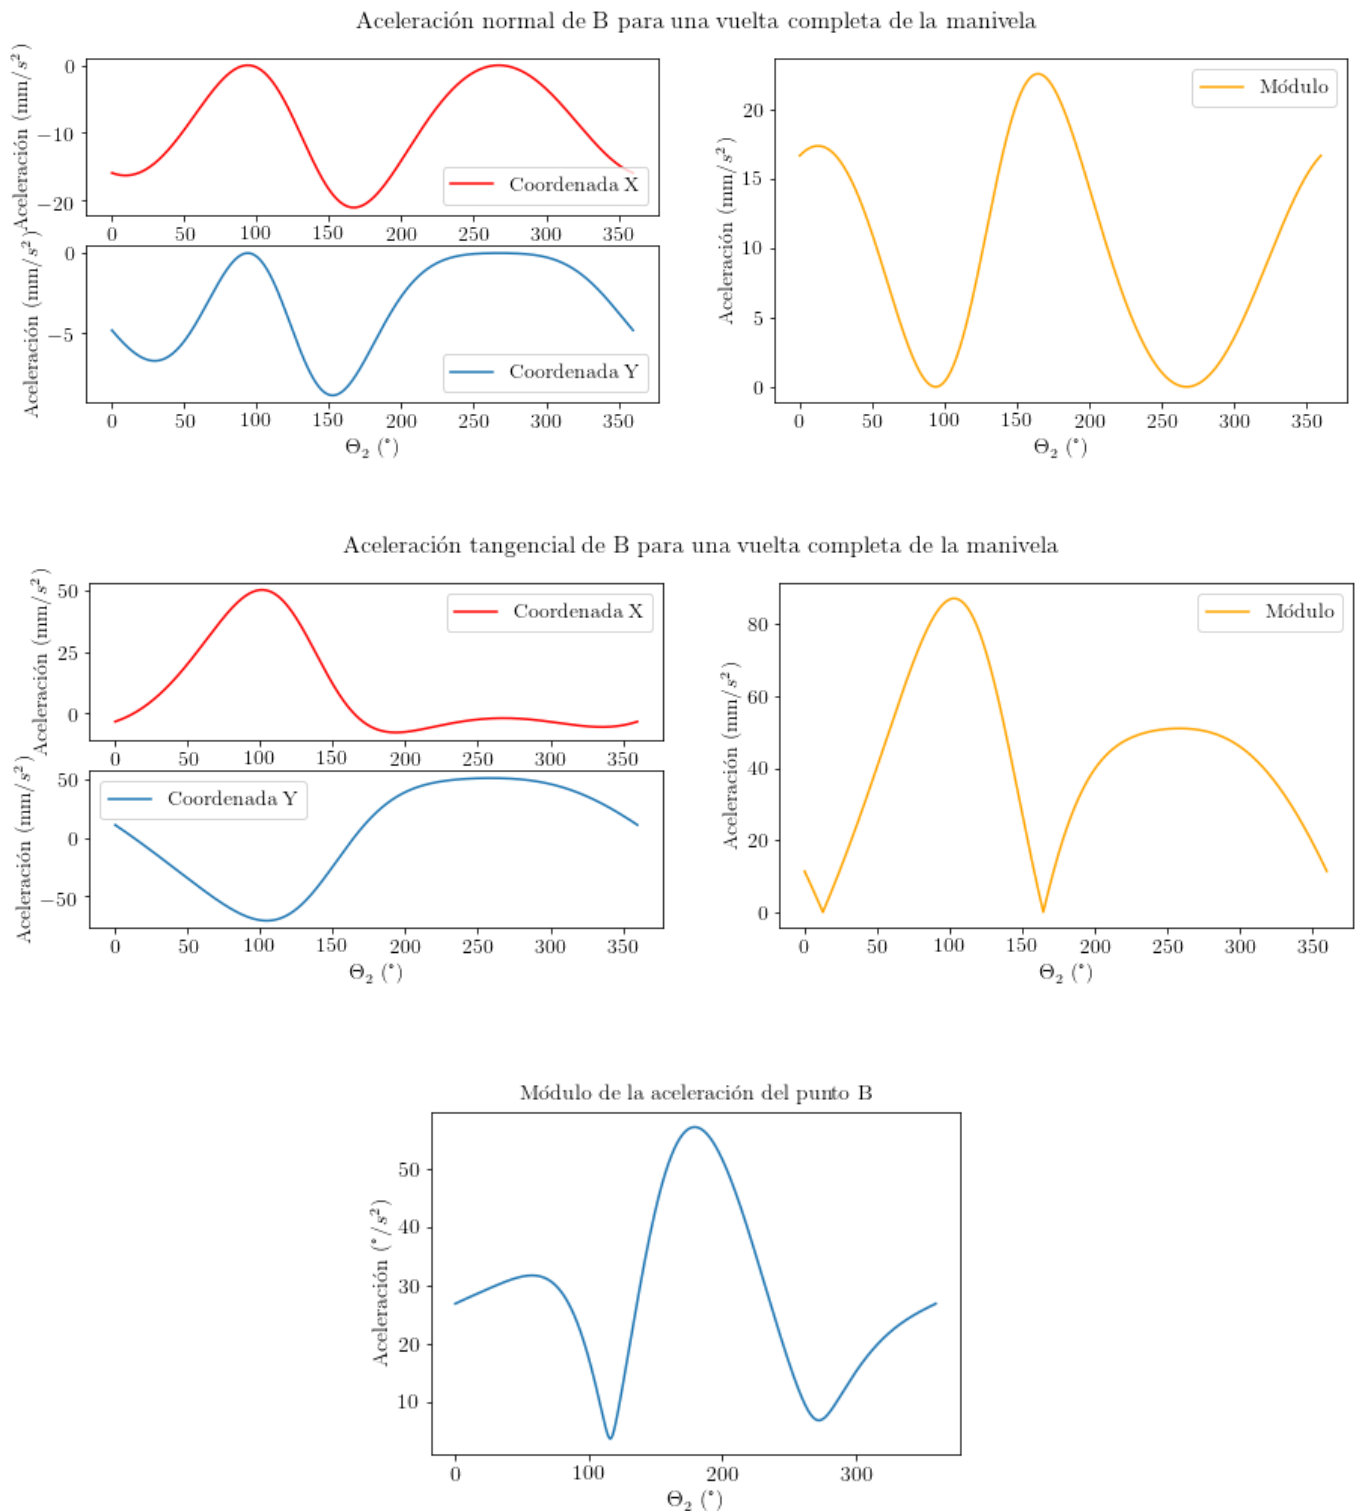 Aceleración normal de B para una vuelta completa de la manivela
Aceleración (mm/s²)
0
−10
−20
Coordenada X
0 50 100 150 200 250 300 350
Aceleración (mm/s²)
0
−5
Coordenada Y
0 50 100 150 200 250 300 350
Θ₂ (°)
Aceleración (mm/s²)
20
15
10
5
0
Módulo
0 50 100 150 200 250 300 350
Θ₂ (°)
Aceleración tangencial de B para una vuelta completa de la manivela
Aceleración (mm/s²)
50
25
0
Coordenada X
0 50 100 150 200 250 300 350
Aceleración (mm/s²)
50
0
−50
Coordenada Y
0 50 100 150 200 250 300 350
Θ₂ (°)
Aceleración (mm/s²)
80
60
40
20
0
Módulo
0 50 100 150 200 250 300 350
Θ₂ (°)
Módulo de la aceleración del punto B
Aceleración (°/s²)
50
40
30
20
10
0 100 200 300
Θ₂ (°)